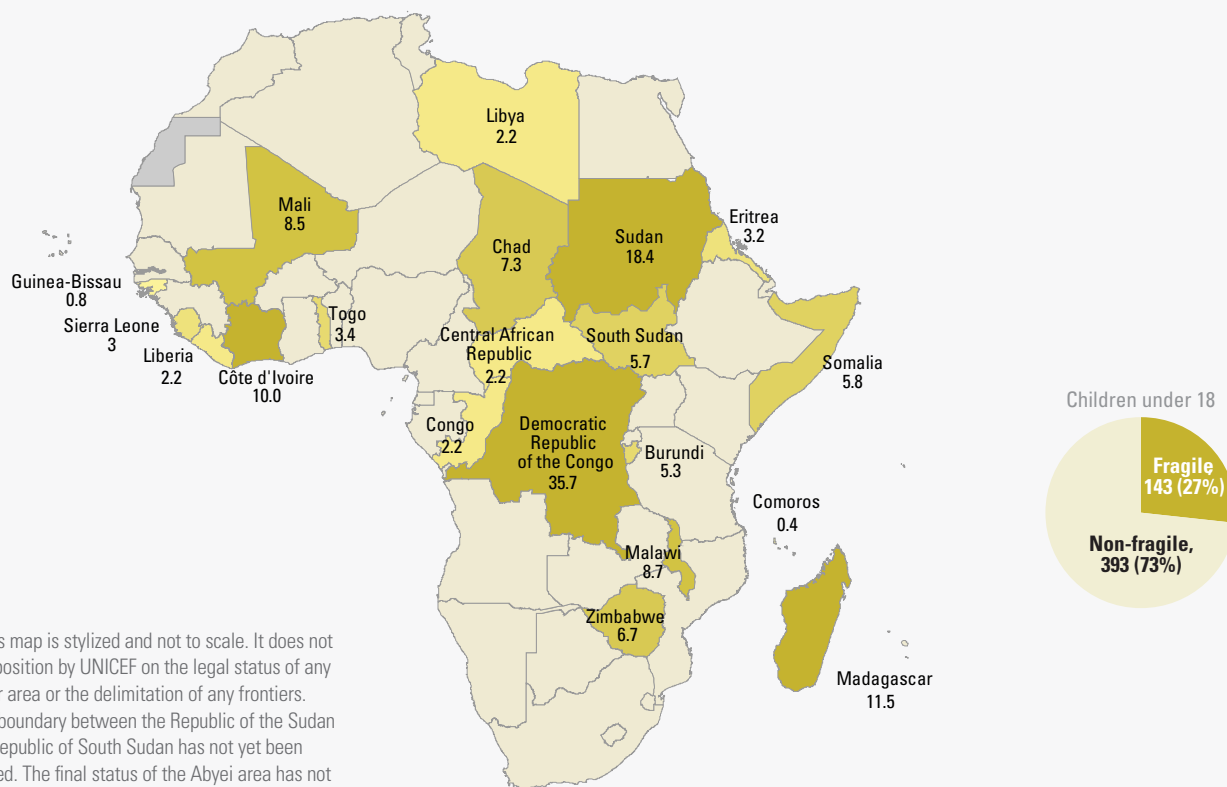 Libya
2.2
Mali
8.5
Chad
7.3
Sudan
18.4
Eritrea
3.2
Guinea-Bissau
0.8
Sierra Leone
3
Liberia
2.2
Côte d'Ivoire
10.0
Togo
3.4
Central African
Republic
2.2
South Sudan
5.7
Somalia
5.8
Congo
2.2
Democratic
Republic
of the Congo
35.7
Burundi
5.3
Comoros
0.4
Malawi
8.7
Zimbabwe
6.7
Madagascar
11.5
Children under 18
Fragile
143 (27%)
Non-fragile,
393 (73%)
map is stylized and not to scale. It does not
position by UNICEF on the legal status of any
area or the delimitation of any frontiers.
boundary between the Republic of the Sudan
epublic of South Sudan has not yet been
ed. The final status of the Abyei area has not